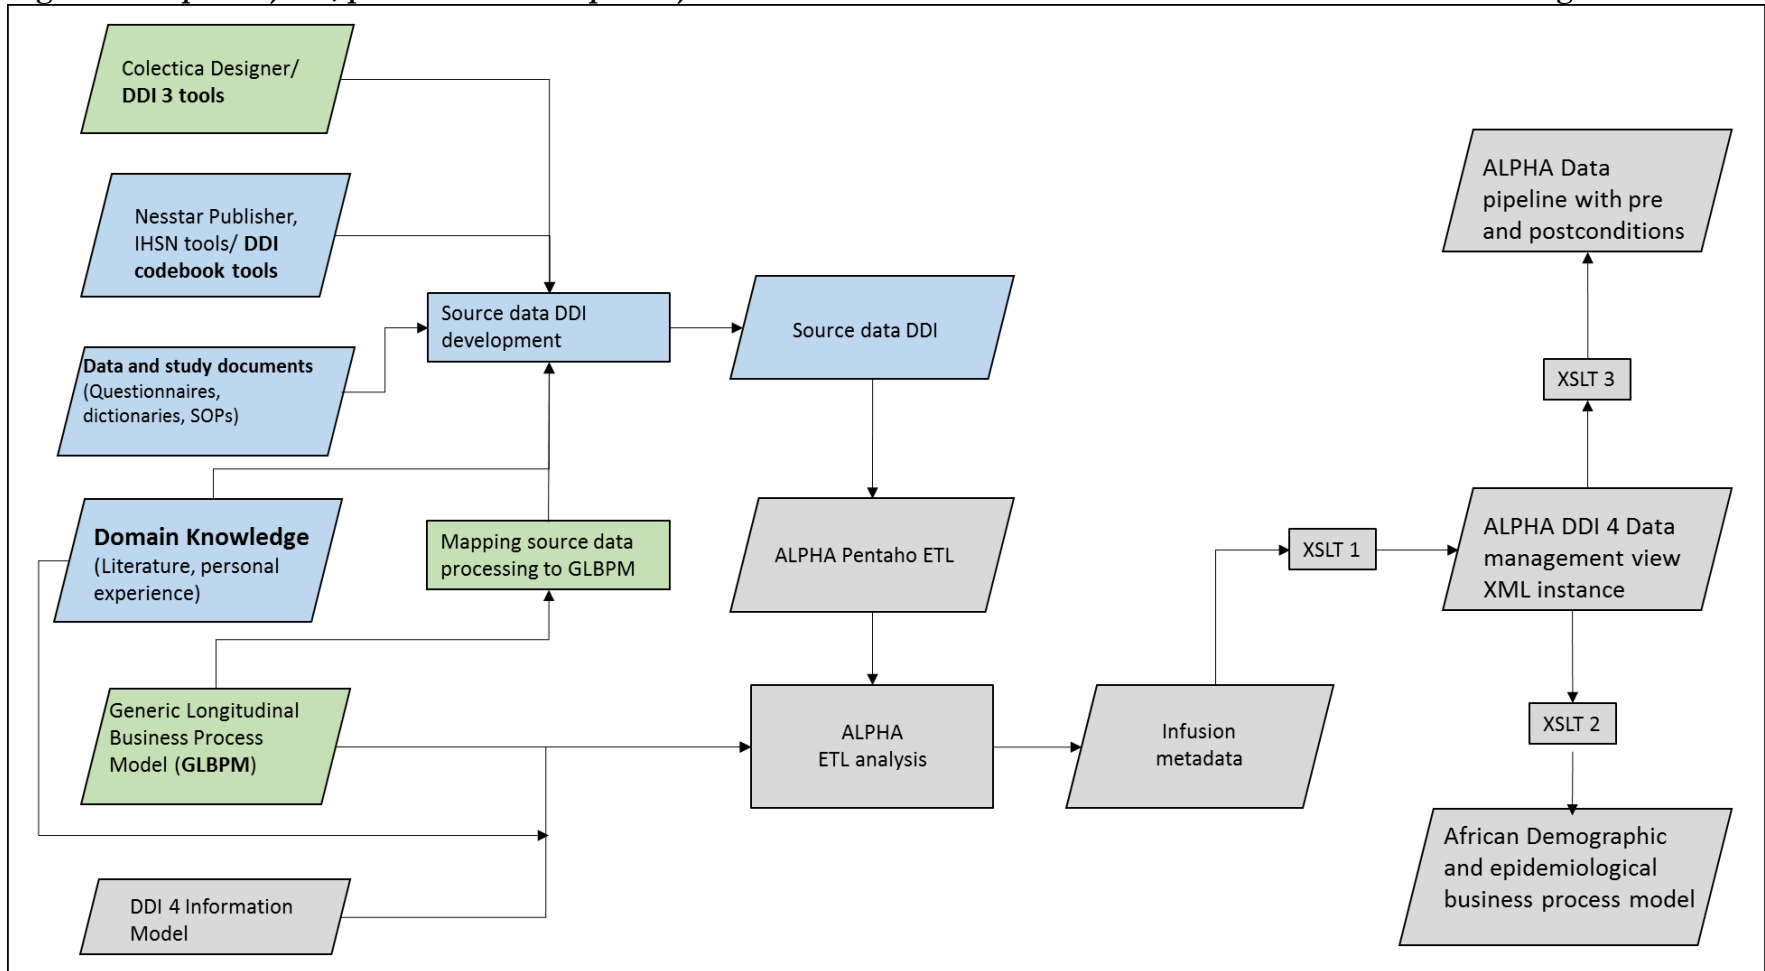 Colectica Designer/
DDI 3 tools
Nesstar Publisher,
IHSN tools/ DDI
codebook tools
Data and study documents
(Questionnaires,
dictionaries, SOPs)
Domain Knowledge
(Literature, personal
experience)
Generic Longitudinal
Business Process
Model (GLBPM)
DDI 4 Information
Model
Source data DDI
development
Mapping source data
processing to GLBPM
Source data DDI
ALPHA Pentaho ETL
ALPHA
ETL analysis
Infusion
metadata
XSLT 1
ALPHA Data
pipeline with pre
and postconditions
XSLT 3
ALPHA DDI 4 Data
management view
XML instance
XSLT 2
African Demographic
and epidemiological
business process model